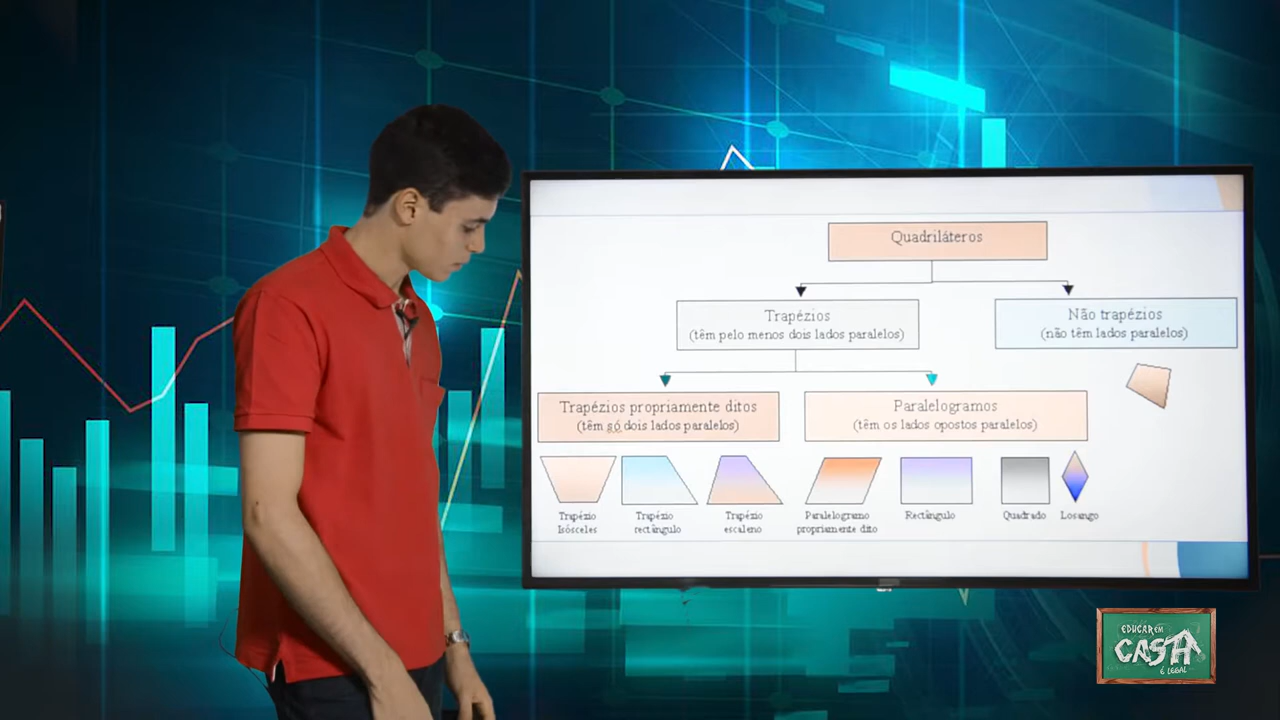 Quadriláteros
Trapézios
(têm pelo menos dois lados paralelos)
Não trapézios
(não têm lados paralelos)
Trapézios propriamente ditos
(têm só dois lados paralelos)
Paralelogramos
(têm os lados opostos paralelos)
Trapézio
Isósceles
Trapézio
rectângulo
Trapézio
escaleno
Paralelogramo
propriamente dito
Rectângulo
Quadrado
Losango
EDUCAR EM
CASA
É LEGAL